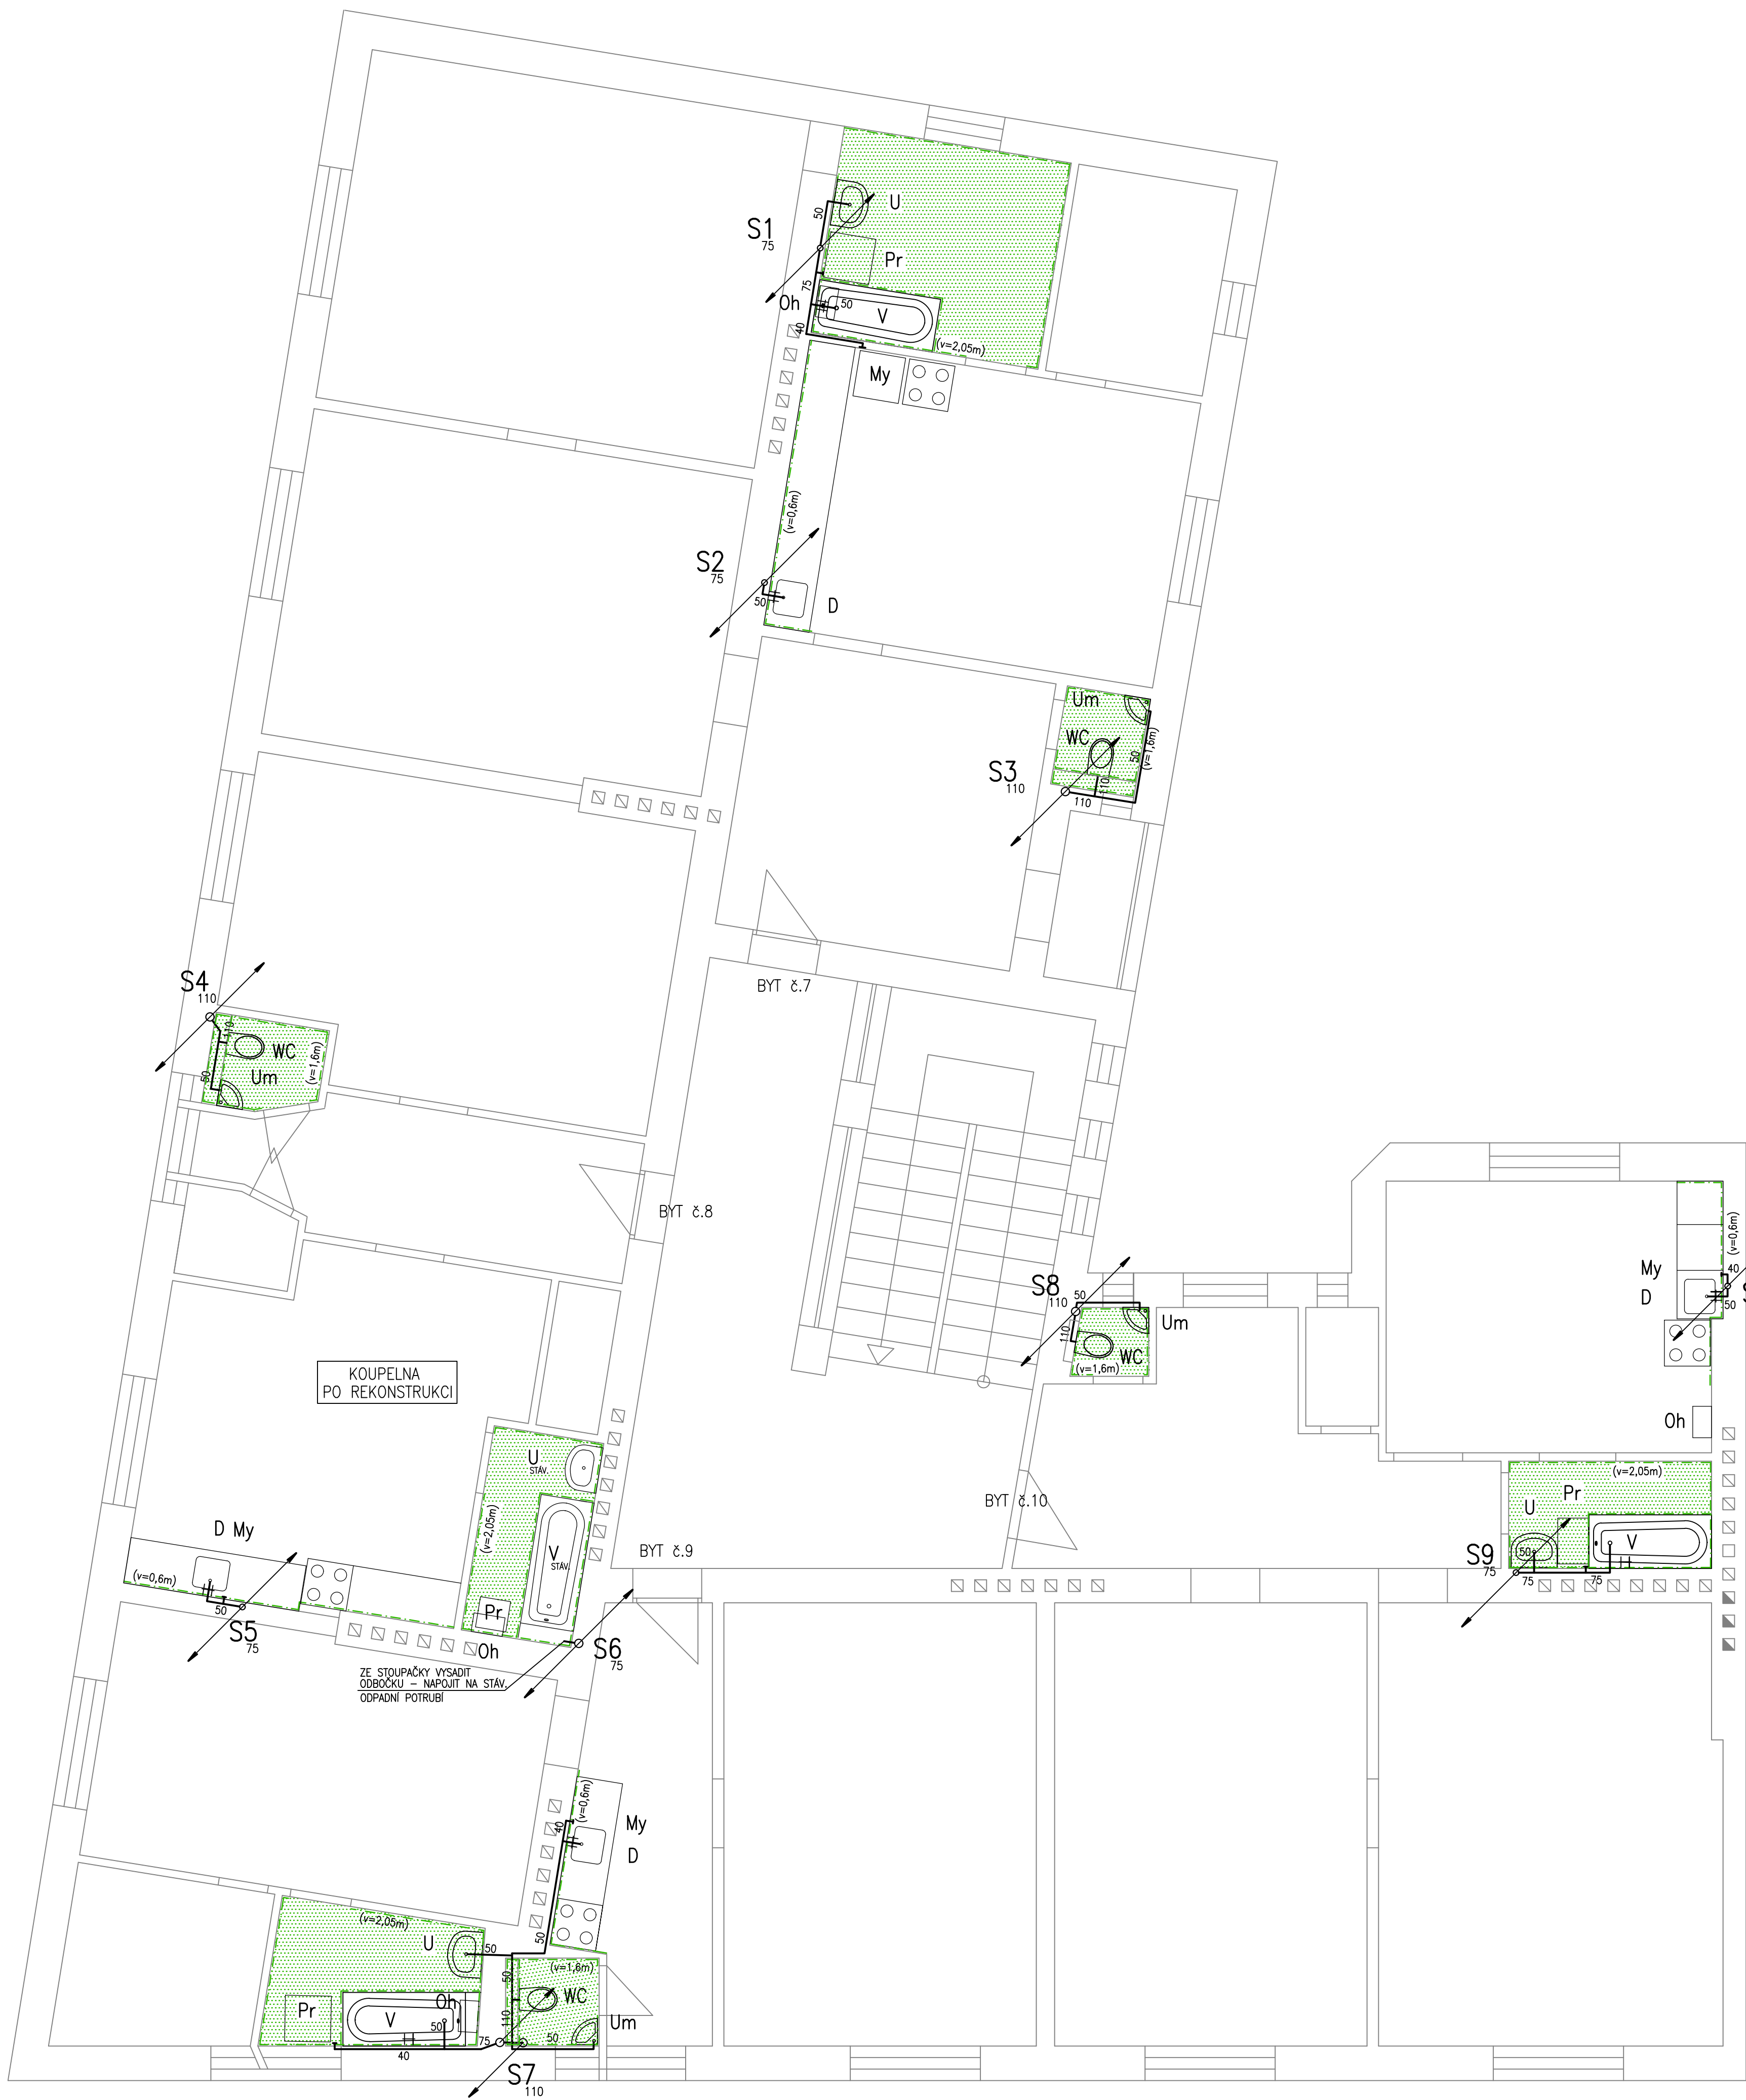 S1
75
50
U
Pr
75
Oh
50
V
40
(v=2,05m)
My
(v=0,6m)
S2
75
50
D
Um
WC
50
(v=1,6m)
S3
110
110
110
BYT č.7
S4
110
110
WC
Um
(v=1,6m)
50
BYT č.8
S8
110
50
Um
110
WC
(v=1,6m)
(v=0,6m)
My
D
40
50
S
Oh
KOUPELNA
PO REKONSTRUKCI
U
STÁV.
(v=2,05m)
V
STÁV.
Pr
Oh
D My
(v=0,6m)
50
S5
75
S6
75
ZE STOUPAČKY VYSADIT
ODBOČKU – NAPOJIT NA STÁV.
ODPADNÍ POTRUBÍ
BYT č.9
BYT č.10
(v=2,05m)
Pr
U
50
V
S9
75
75
75
(v=0,6m)
40
My
D
50
(v=2,05m)
U
50
50
(v=1,6m)
WC
Pr
Oh
V
50
110
Um
75
50
40
S7
110